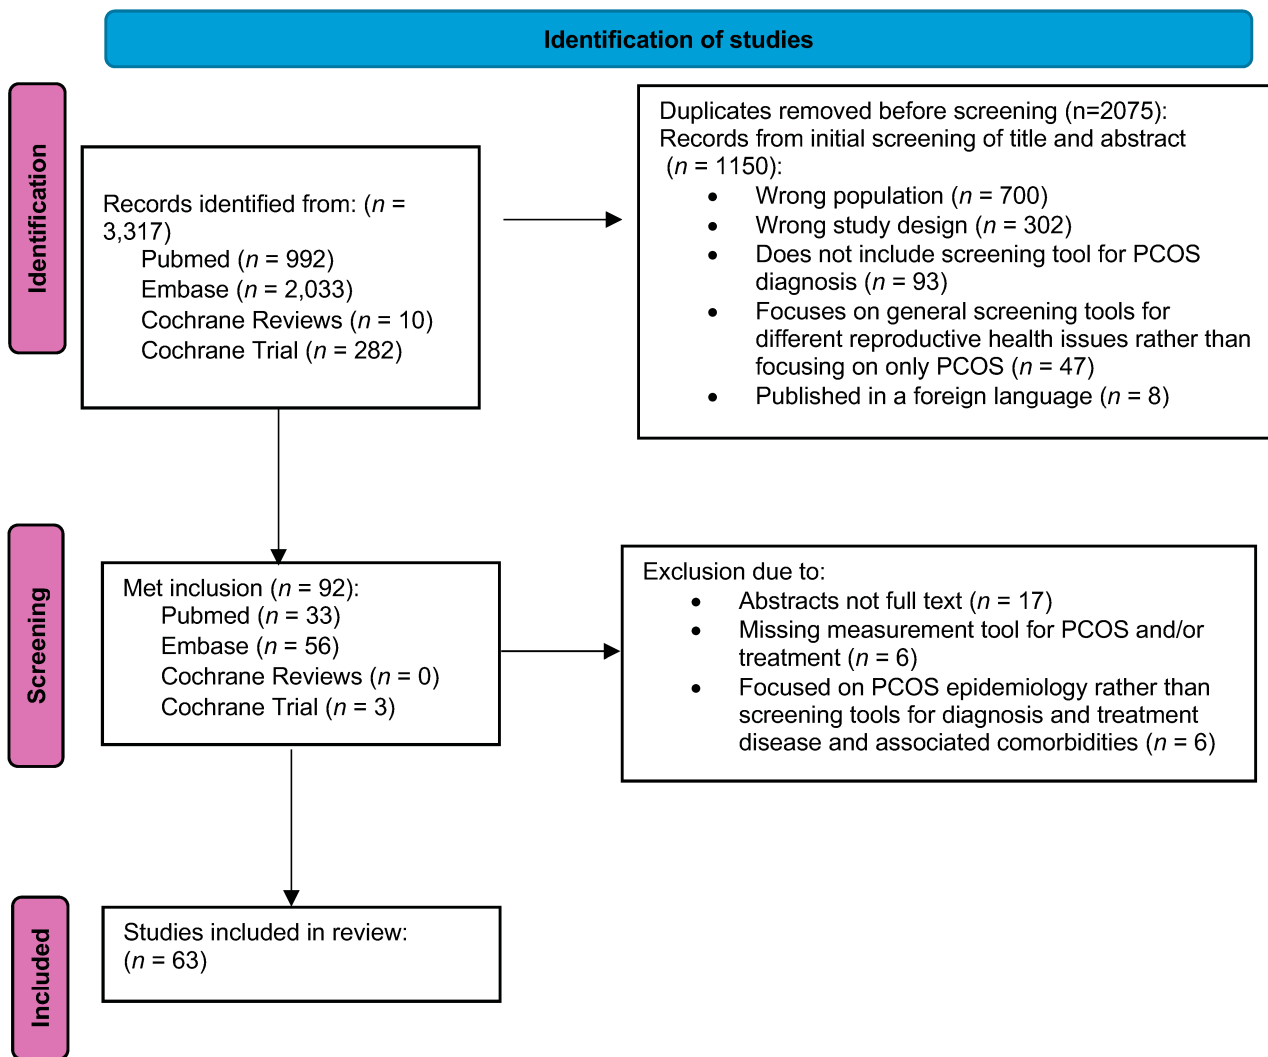 Identification of studies
Identification
Records identified from: (n =
3,317)
Pubmed (n = 992)
Embase (n = 2,033)
Cochrane Reviews (n = 10)
Cochrane Trial (n = 282)
Duplicates removed before screening (n=2075):
Records from initial screening of title and abstract
(n = 1150):
• Wrong population (n = 700)
• Wrong study design (n = 302)
• Does not include screening tool for PCOS
diagnosis (n = 93)
• Focuses on general screening tools for
different reproductive health issues rather than
focusing on only PCOS (n = 47)
• Published in a foreign language (n = 8)
Screening
Met inclusion (n = 92):
Pubmed (n = 33)
Embase (n = 56)
Cochrane Reviews (n = 0)
Cochrane Trial (n = 3)
Exclusion due to:
• Abstracts not full text (n = 17)
• Missing measurement tool for PCOS and/or
treatment (n = 6)
• Focused on PCOS epidemiology rather than
screening tools for diagnosis and treatment
disease and associated comorbidities (n = 6)
Included
Studies included in review:
(n = 63)